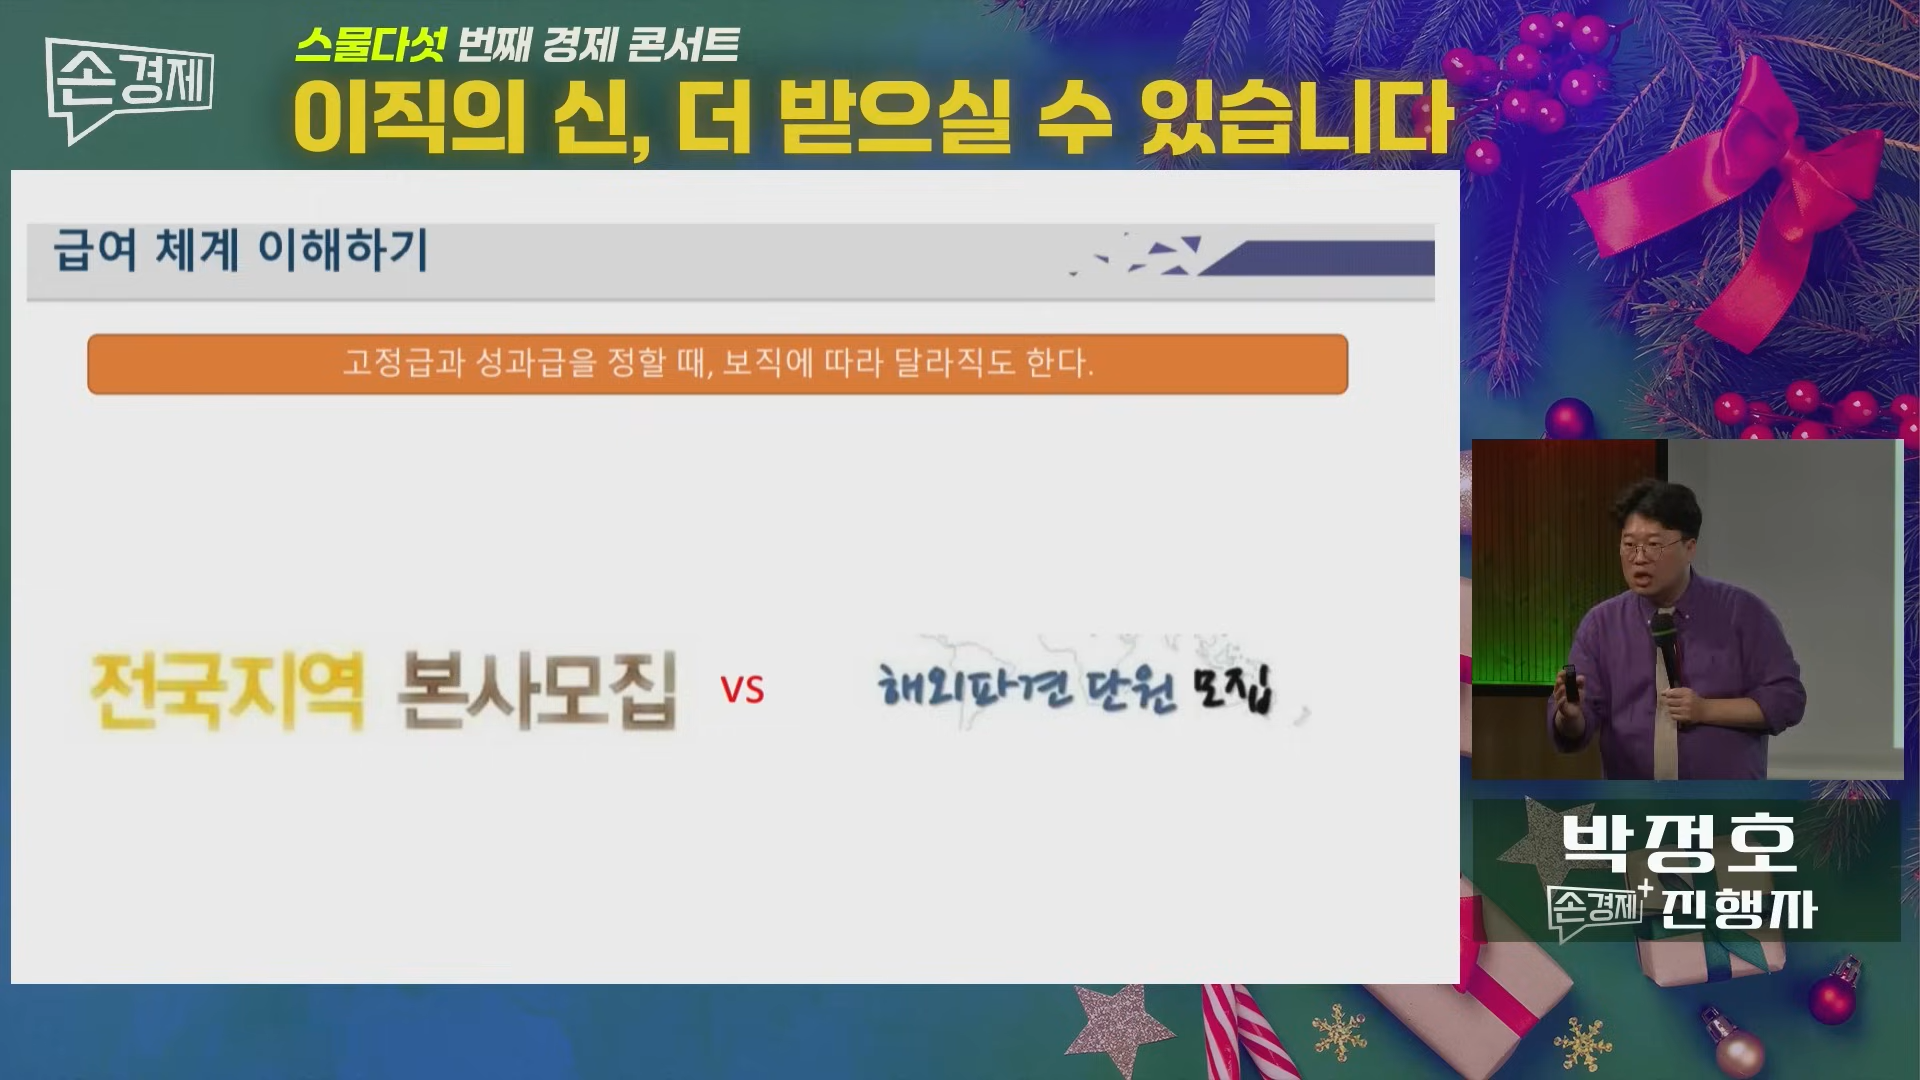 손경제
스물다섯 번째 경제 콘서트
이직의 신, 더 받으실 수 있습니다
급여 체계 이해하기
고정급과 성과급을 정할 때, 보직에 따라 달라직도 한다.
전국지역 본사모집 vs 해외파견 단원 모집
박정호
손경제+ 진행자